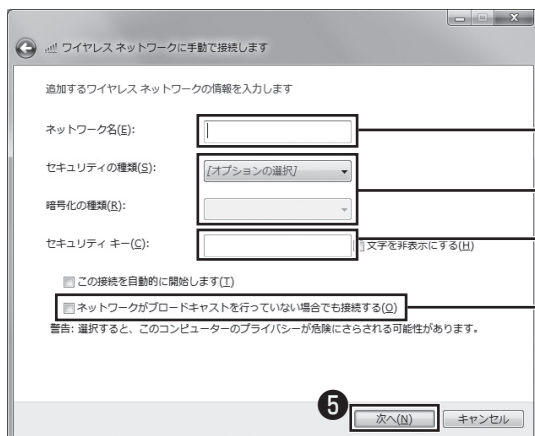 ワイヤレス ネットワークに手動で接続します
追加するワイヤレス ネットワークの情報を入力します
ネットワーク名(E):
セキュリティの種類(S):
[オプションの選択]
暗号化の種類(R):
セキュリティ キー(C):
文字を非表示にする(H)
この接続を自動的に開始します(T)
ネットワークがブロードキャストを行っていない場合でも接続する(O)
警告: 選択すると、このコンピューターのプライバシーが危険にさらされる可能性があります。
❺ 次へ(N) キャンセル